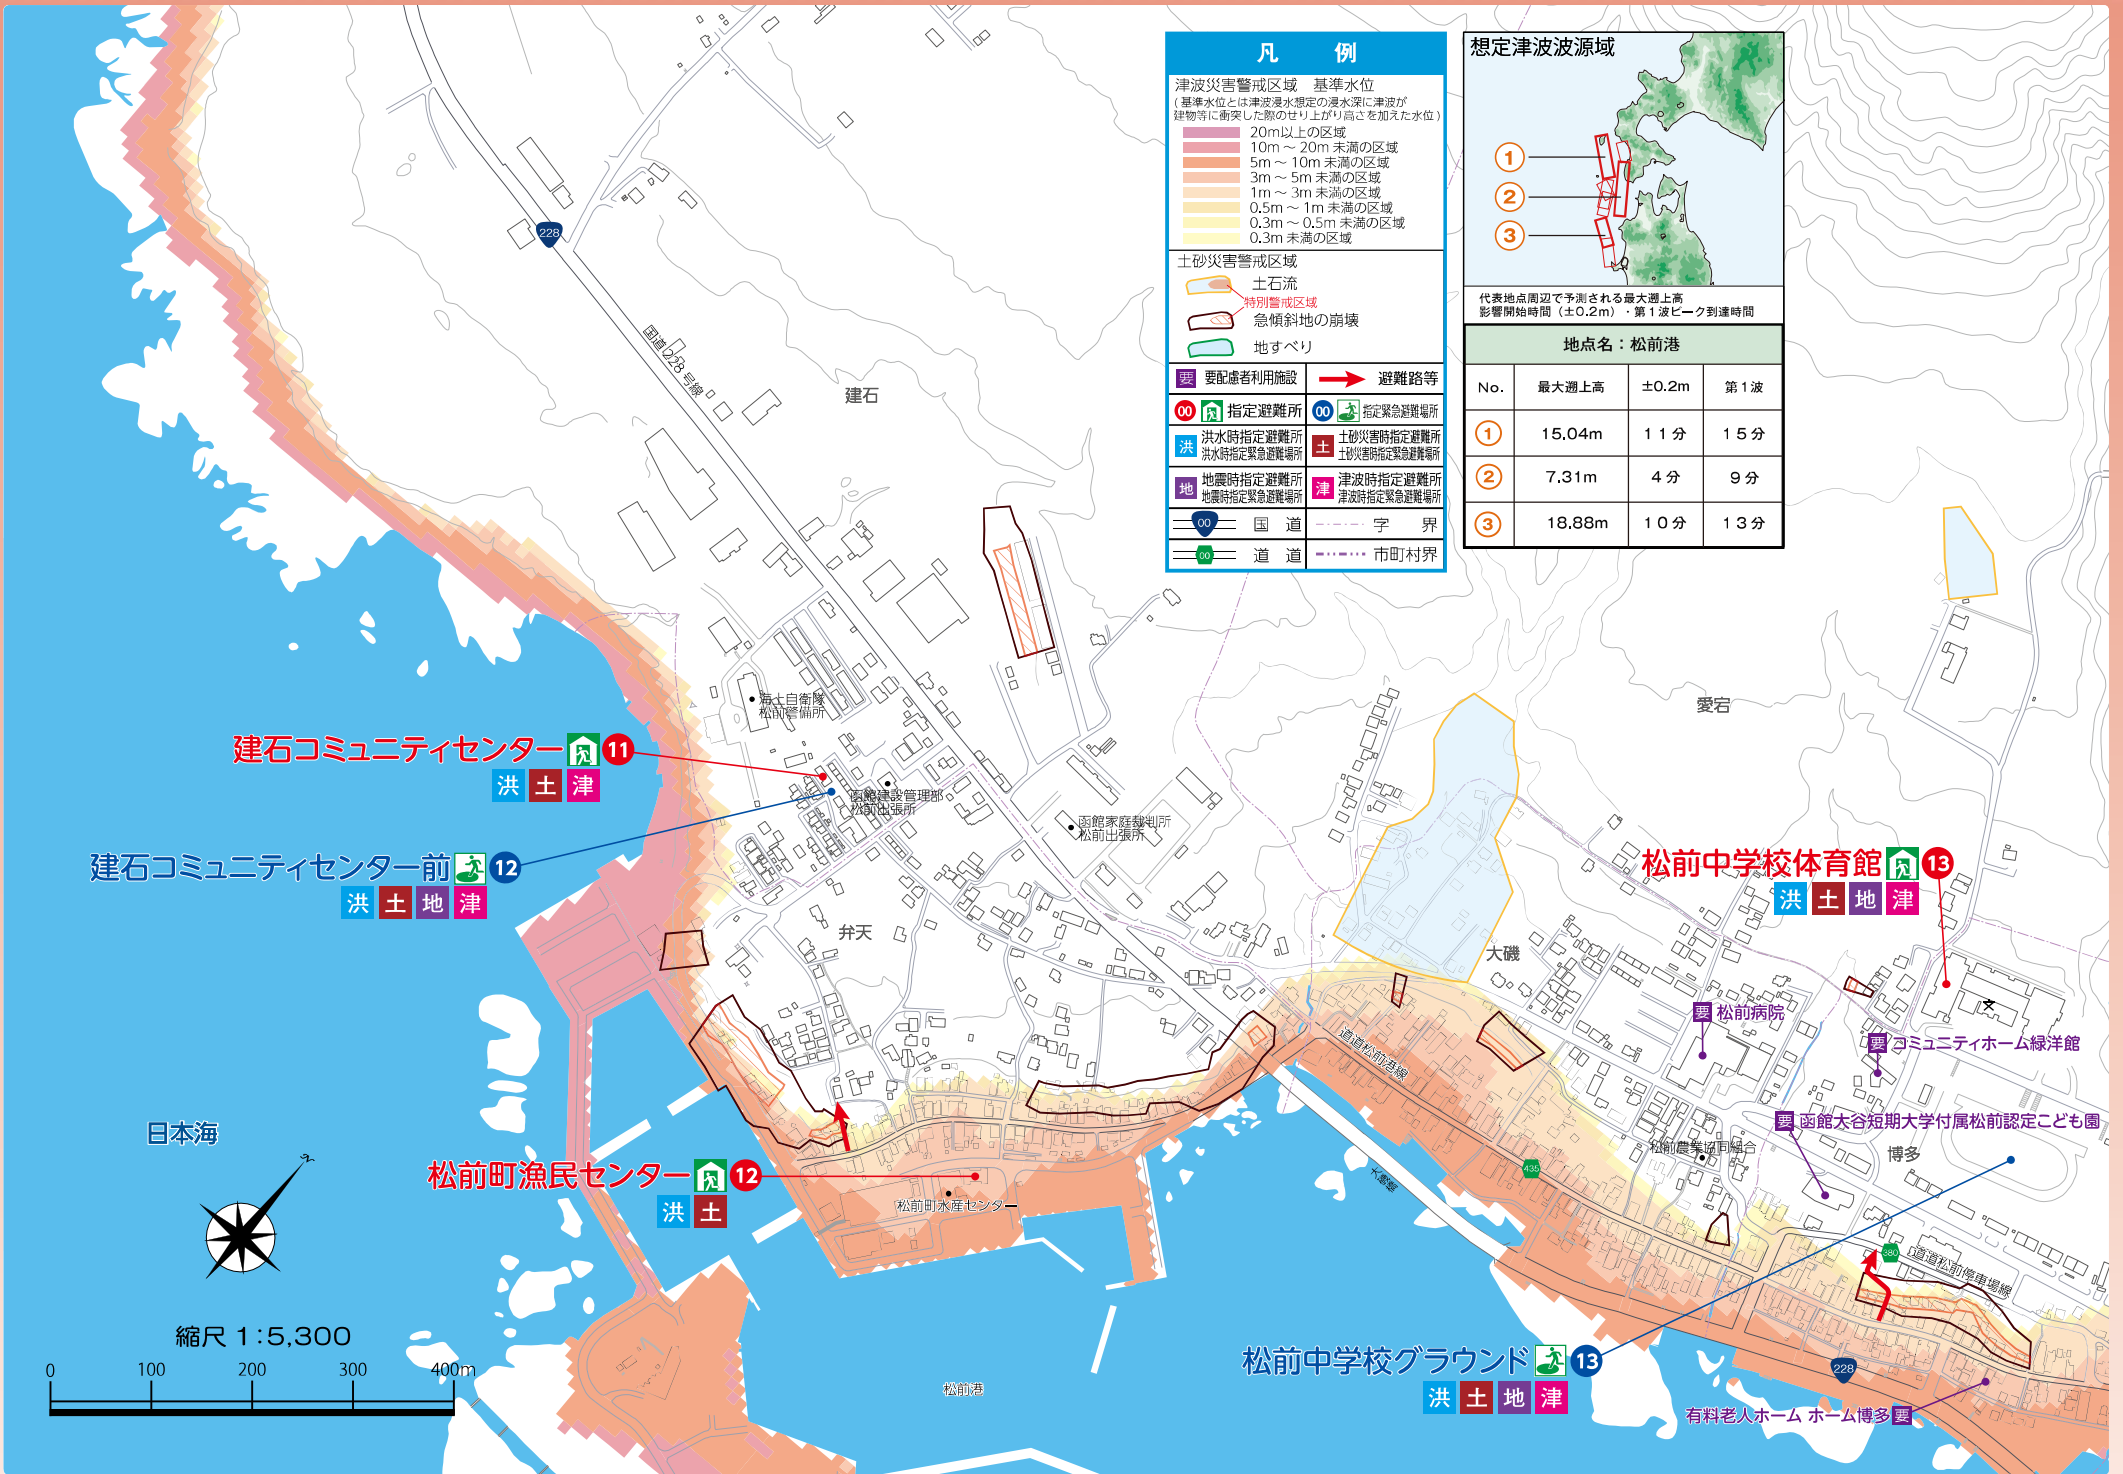 凡　例
津波災害警戒区域　基準水位
(基準水位とは津波浸水想定の浸水深に津波が
建物等に衝突した際のせり上がり高さを加えた水位)
20m以上の区域
10m～20m未満の区域
5m～10m未満の区域
3m～5m未満の区域
1m～3m未満の区域
0.5m～1m未満の区域
0.3m～0.5m未満の区域
0.3m未満の区域
土砂災害警戒区域
土石流
特別警戒区域
急傾斜地の崩壊
地すべり
要 要配慮者利用施設
避難路等
00 指定避難所
00 指定緊急避難場所
洪 洪水時指定避難所
洪水時指定緊急避難場所
土 土砂災害時指定避難所
土砂災害時指定緊急避難場所
地 地震時指定避難所
地震時指定緊急避難場所
津 津波時指定避難所
津波時指定緊急避難場所
00 国道
字界
00 道道
市町村界
想定津波波源域
①
②
③
代表地点周辺で予測される最大遡上高
影響開始時間（±0.2m）・第1波ピーク到達時間
地点名：松前港
No. 最大遡上高 ±0.2m 第1波
① 15.04m 11分 15分
② 7.31m 4分 9分
③ 18.88m 10分 13分
228
国道228号線
建石
海上自衛隊
松前警備所
愛宕
建石コミュニティセンター 11
洪 土 津
函館建設管理部
松前出張所
函館家庭裁判所
松前出張所
建石コミュニティセンター前 12
洪 土 地 津
松前中学校体育館 13
洪 土 地 津
弁天
大磯
文
要 松前病院
要 コミュニティホーム緑洋館
道道松前港線
要 函館大谷短期大学付属松前認定こども園
日本海
N
松前農業協同組合
博多
435
松前町漁民センター 12
洪 土
松前町水産センター
380
道道松前停車場線
縮尺 1:5,300
0 100 200 300 400m
松前港
松前中学校グラウンド 13
洪 土 地 津
228
有料老人ホーム ホーム博多 要